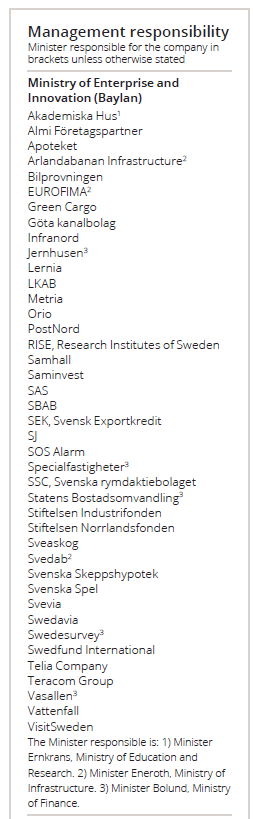 Management responsibility
Minister responsible for the company in
brackets unless otherwise stated
Ministry of Enterprise and
Innovation (Baylan)
Akademiska Hus¹
Almi Företagspartner
Apoteket
Arlandabanan Infrastructure²
Bilprovningen
EUROFIMA²
Green Cargo
Göta kanalbolag
Infranord
Jernhusen³
Lernia
LKAB
Metria
Orio
PostNord
RISE, Research Institutes of Sweden
Samhall
Saminvest
SAS
SBAB
SEK, Svensk Exportkredit
SJ
SOS Alarm
Specialfastigheter³
SSC, Svenska rymdaktiebolaget
Statens Bostadsomvandling³
Stiftelsen Industrifonden
Stiftelsen Norrlandsfonden
Sveaskog
Svedab²
Svenska Skeppshypotek
Svenska Spel
Svevia
Swedavia
Swedesurvey³
Swedfund International
Telia Company
Teracom Group
Vasallen³
Vattenfall
VisitSweden
The Minister responsible is: 1) Minister
Ernkrans, Ministry of Education and
Research. 2) Minister Eneroth, Ministry of
Infrastructure. 3) Minister Bolund, Ministry
of Finance.